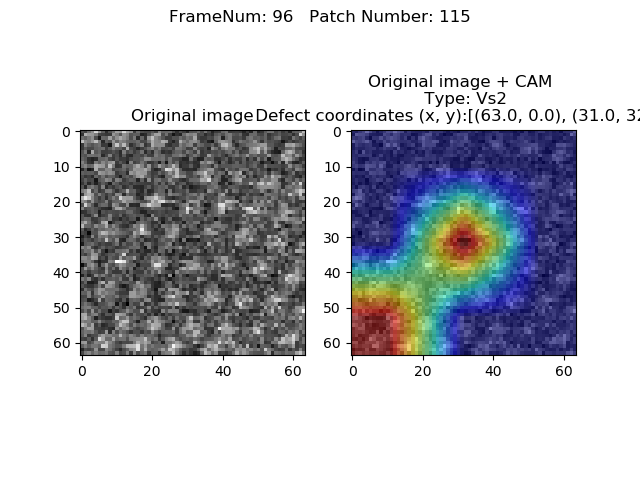 FrameNum: 96   Patch Number: 115
Original image + CAM
Type: Vs2
Original image
Defect coordinates (x, y):[(63.0, 0.0), (31.0, 32
0
10
20
30
40
50
60
0 20 40 60
0
10
20
30
40
50
60
0 20 40 60